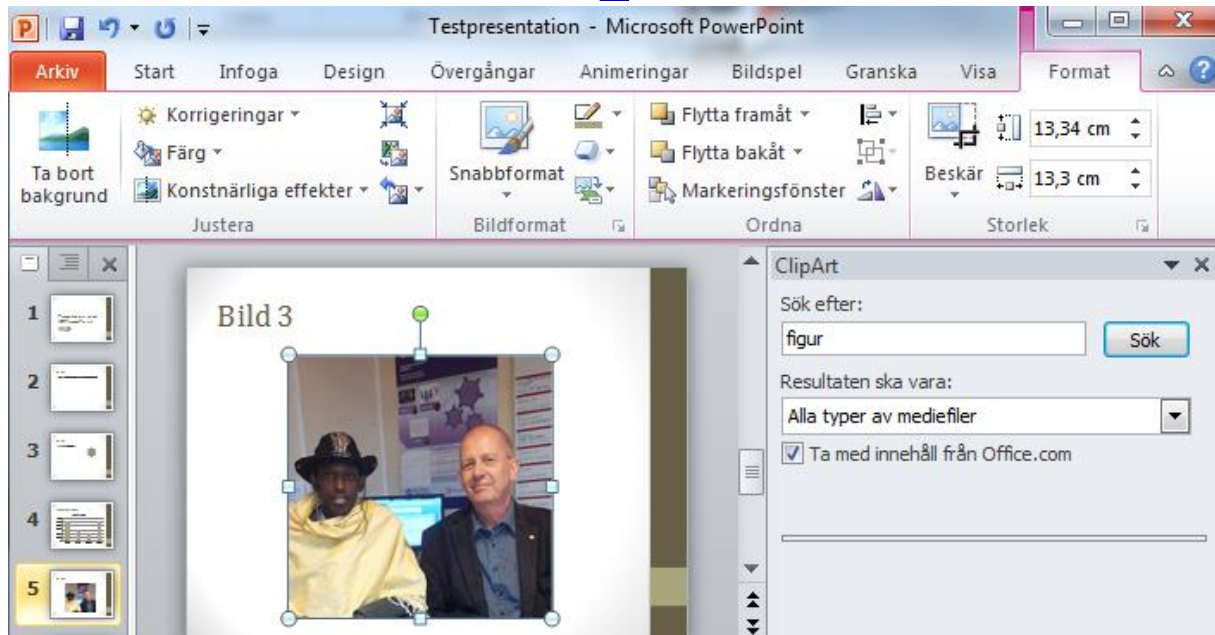 Testpresentation - Microsoft PowerPoint
Arkiv Start Infoga Design Övergångar Animeringar Bildspel Granska Visa Format
Ta bort bakgrund
Korrigeringar
Färg
Konstnärliga effekter
Justera
Snabbformat
Bildformat
Flytta framåt
Flytta bakåt
Markeringsfönster
Ordna
Beskär
13,34 cm
13,3 cm
Storlek
1
2
3
4
5
Bild 3
ClipArt
Sök efter:
figur
Sök
Resultaten ska vara:
Alla typer av mediefiler
Ta med innehåll från Office.com